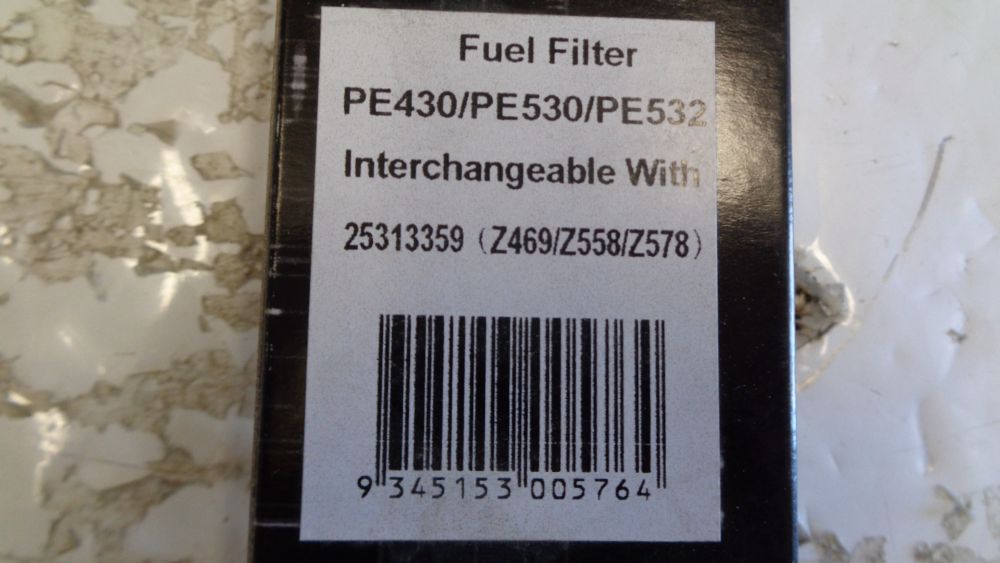 Fuel Filter
PE430/PE530/PE532
Interchangeable With
25313359（Z469/Z558/Z578）
9 345153 005764